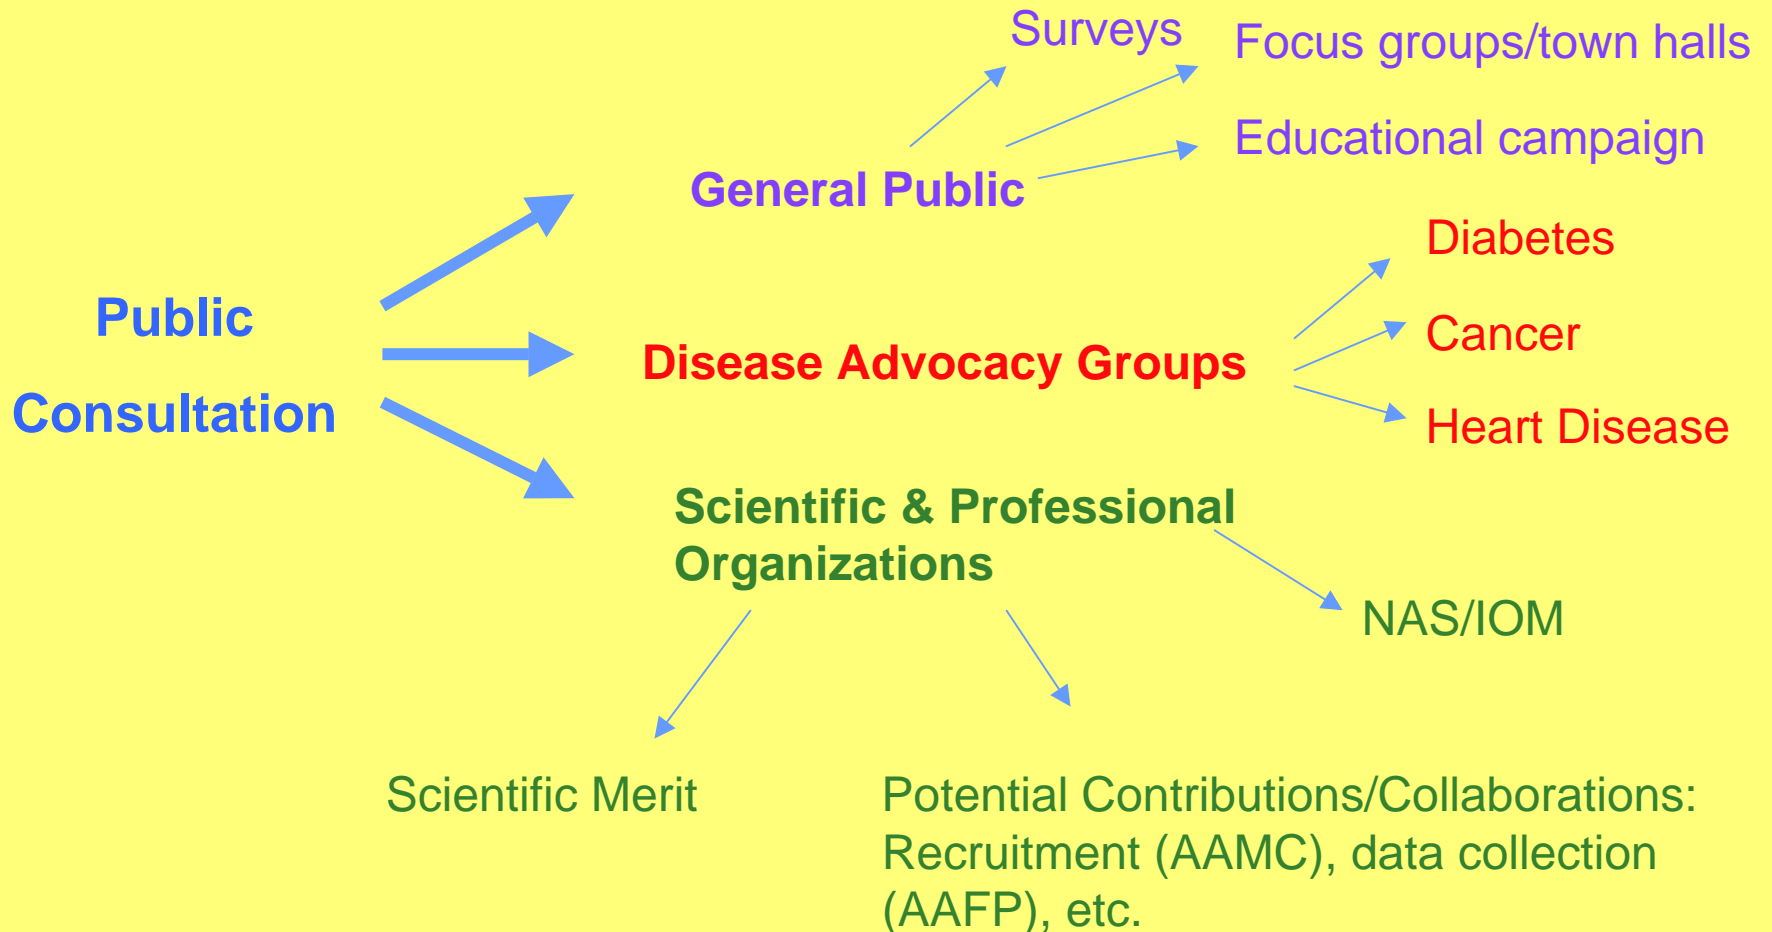 Surveys
Focus groups/town halls
Educational campaign
General Public
Diabetes
Public
Consultation
Cancer
Disease Advocacy Groups
Heart Disease
Scientific & Professional
Organizations
NAS/IOM
Scientific Merit
Potential Contributions/Collaborations:
Recruitment (AAMC), data collection
(AAFP), etc.